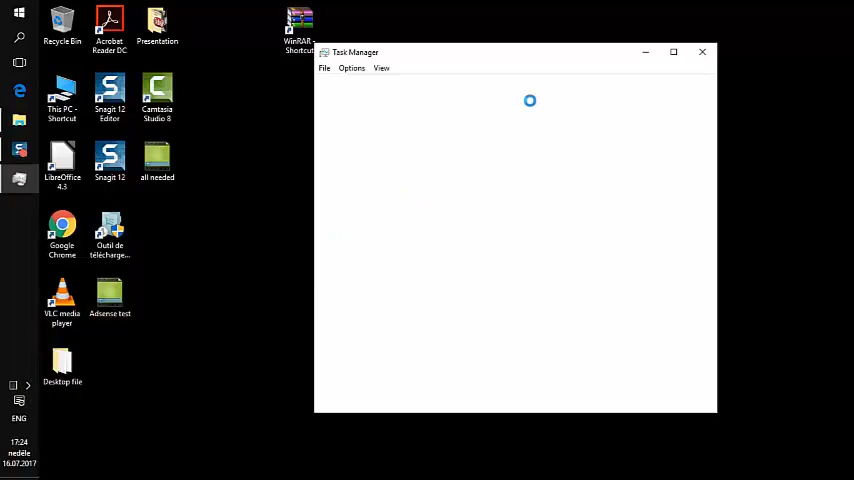 Recycle Bin
Acrobat
Reader DC
Presentation
WinRAR -
Shortcut
This PC -
Shortcut
Snagit 12
Editor
Camtasia
Studio 8
LibreOffice
4.3
Snagit 12
all needed
Google
Chrome
Outil de
télécharge...
VLC media
player
Adsense test
Desktop file
Task Manager
File Options View
ENG
17:24
neděle
16.07.2017